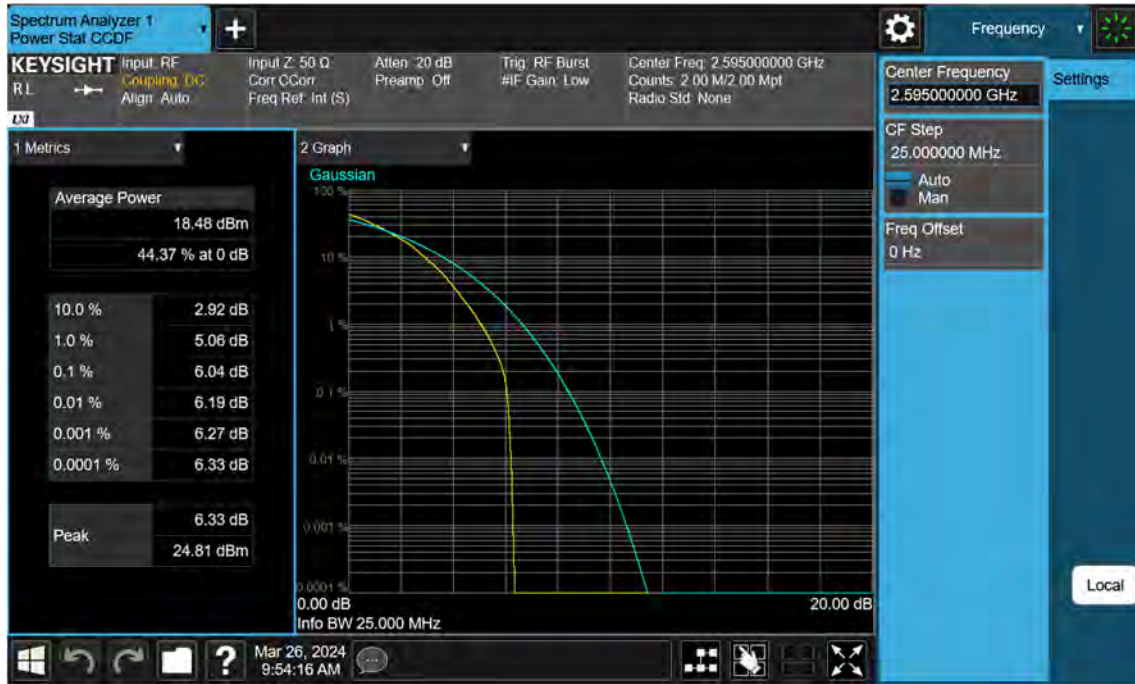 Spectrum Analyzer 1
Power Stat CCDF
+
Frequency
KEYSIGHT
RL
LXI
Input: RF
Coupling: DC
Align: Auto
Input Z: 50 Ω
Corr CCorr
Freq Ref: Int (S)
Atten: 20 dB
Preamp: Off
Trig: RF Burst
#IF Gain: Low
Center Freq: 2.595000000 GHz
Counts: 2.00 M/2.00 Mpt
Radio Std: None
Center Frequency
2.595000000 GHz
Settings
CF Step
25.000000 MHz
Auto
Man
Freq Offset
0 Hz
1 Metrics
Average Power
18.48 dBm
44.37 % at 0 dB
10.0 % 2.92 dB
1.0 % 5.06 dB
0.1 % 6.04 dB
0.01 % 6.19 dB
0.001 % 6.27 dB
0.0001 % 6.33 dB
Peak
6.33 dB
24.81 dBm
2 Graph
Gaussian
100 %
10 %
1 %
0.1 %
0.01 %
0.001 %
0.0001 %
0.00 dB 20.00 dB
Info BW 25.000 MHz
Local
?
Mar 26, 2024
9:54:16 AM